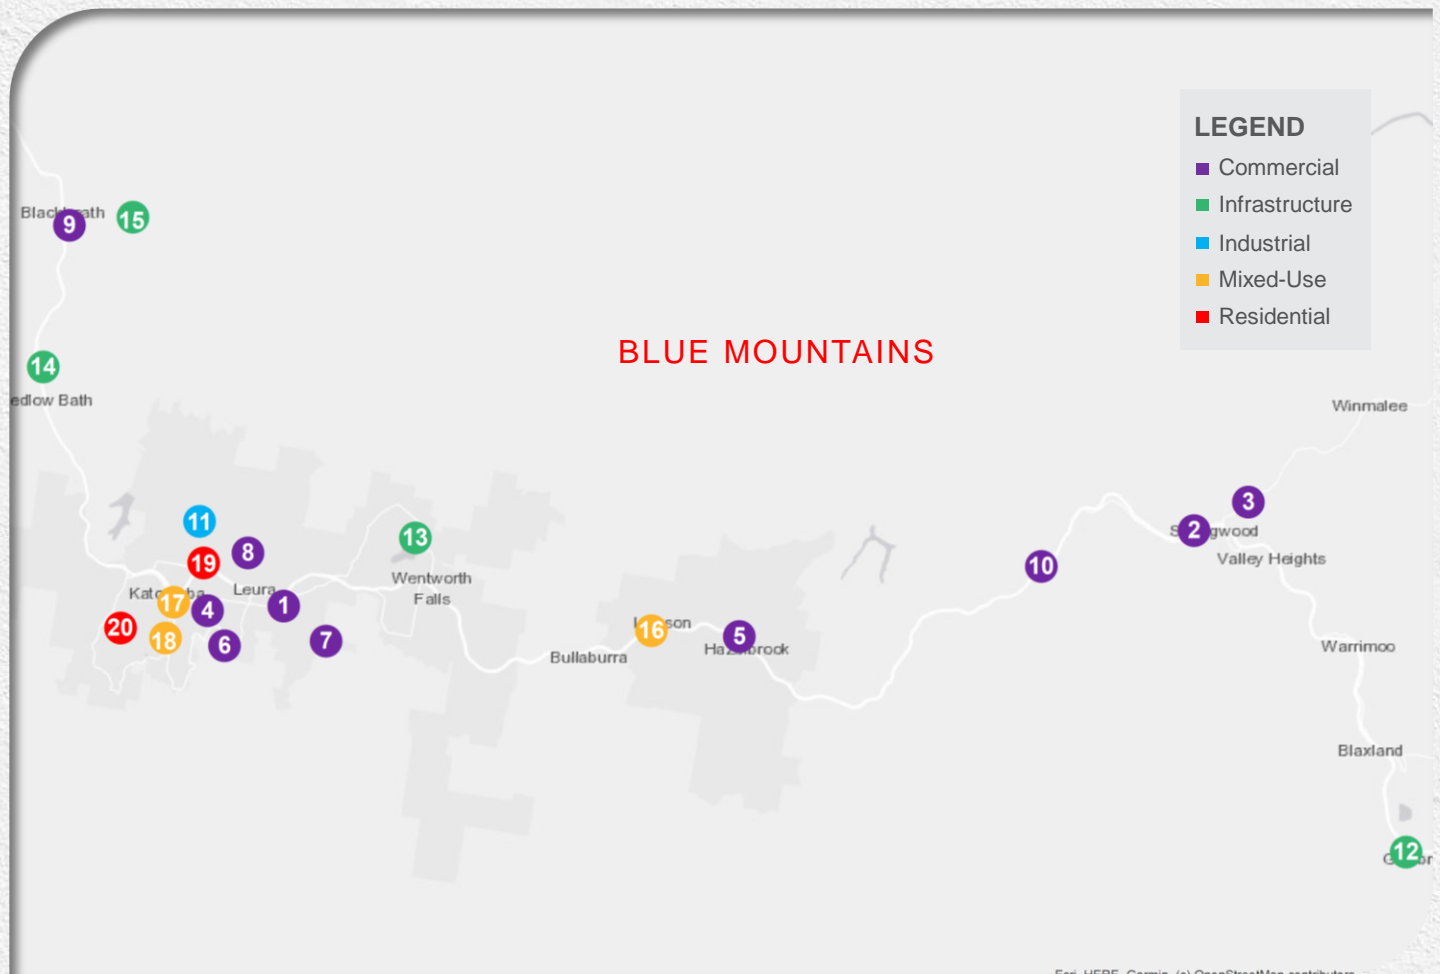 LEGEND
Commercial
Infrastructure
Industrial
Mixed-Use
Residential
9
15
BLUE MOUNTAINS
14
edlow Bath
Winmalee
3
11
2
13
8
Valley Heights
19
10
Wentworth
Falls
Leura
17
4
1
20
18
6
7
16
5
Bullaburra
Warrimoo
Blaxland
12